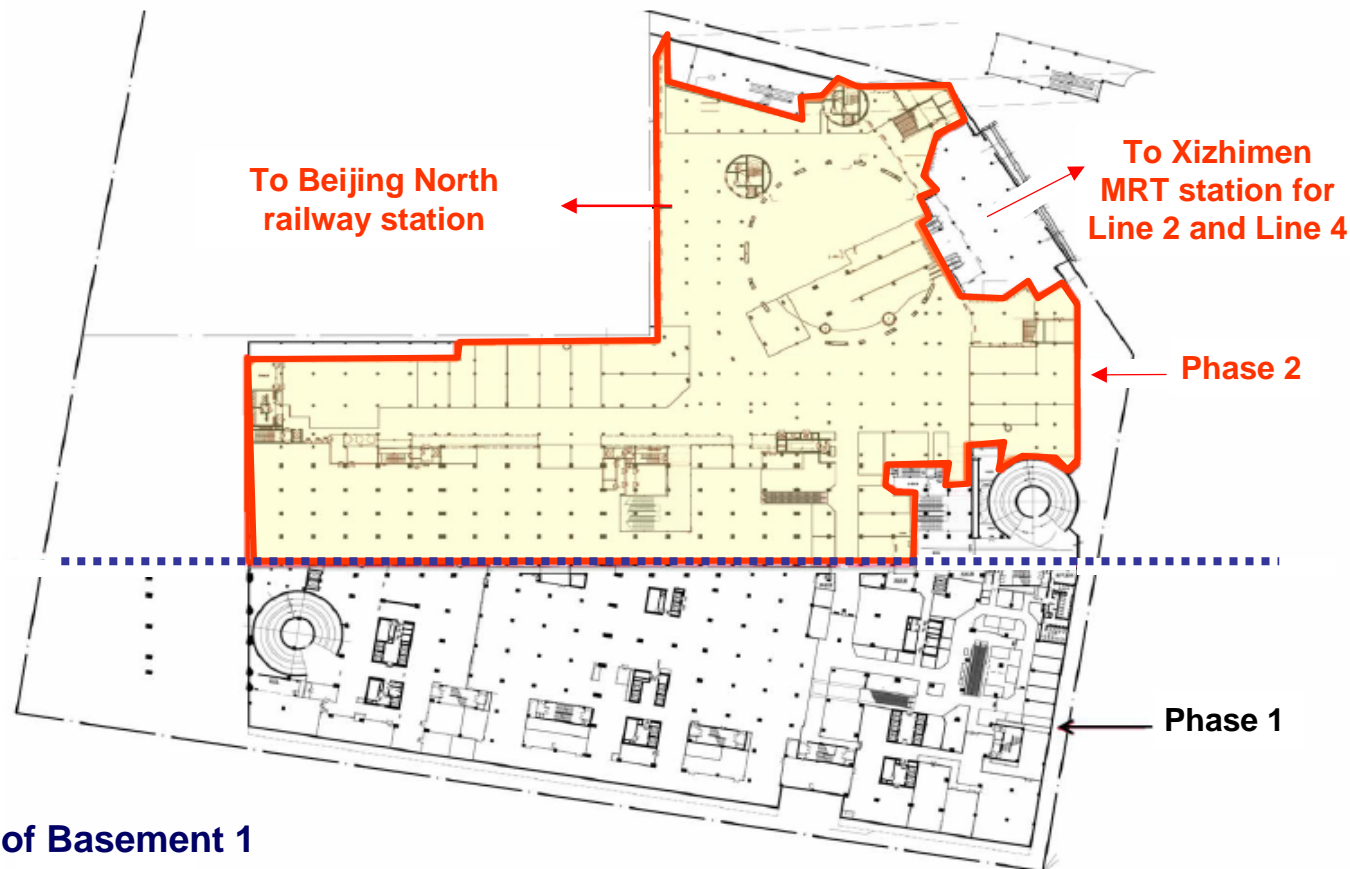 To Beijing North
railway station
To Xizhimen
MRT station for
Line 2 and Line 4
Phase 2
Phase 1
of Basement 1